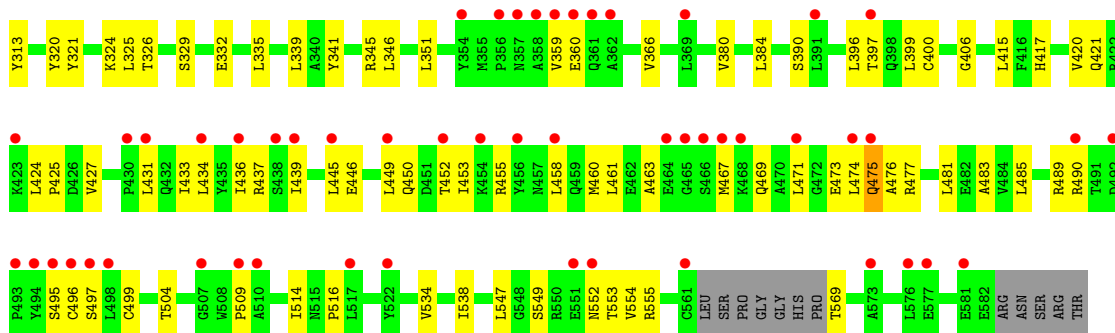 Y313 Y320 Y321 K324 L325 T326 S329 E332 L335 L339 A340 Y341 R345 L346 L351 Y354 M355 P356 N357 A358 V359 E360 Q361 A362 V366 L369 V380 L384 S390 L391 L396 T397 Q398 L399 C400 G406 L415 F416 H417 V420 Q421
K423 L424 P425 D426 V427 P430 L431 Q432 T433 L434 Y435 T436 R437 S438 I439 L445 E446 L449 Q450 D451 T452 I453 K454 R455 Y456 N457 L458 Q459 M460 L461 E462 A463 E464 G465 S466 M467 K468 Q469 A470 L471 G472 E473 L474 Q475 A476 R477 L481 E482 A483 V484 L485 R489 R490 T491
P493 Y494 S495 C496 S497 L498 C499 T504 G507 W508 P509 A510 I514 N515 P516 L517 Y522 V534 I538 L547 G548 S549 R550 E551 N552 T553 V554 R555 C561 LEU SER PRO GLY GLY HIS PRO T569 A573 L576 E577 E581 E582 ARG ASN SER ARG THR